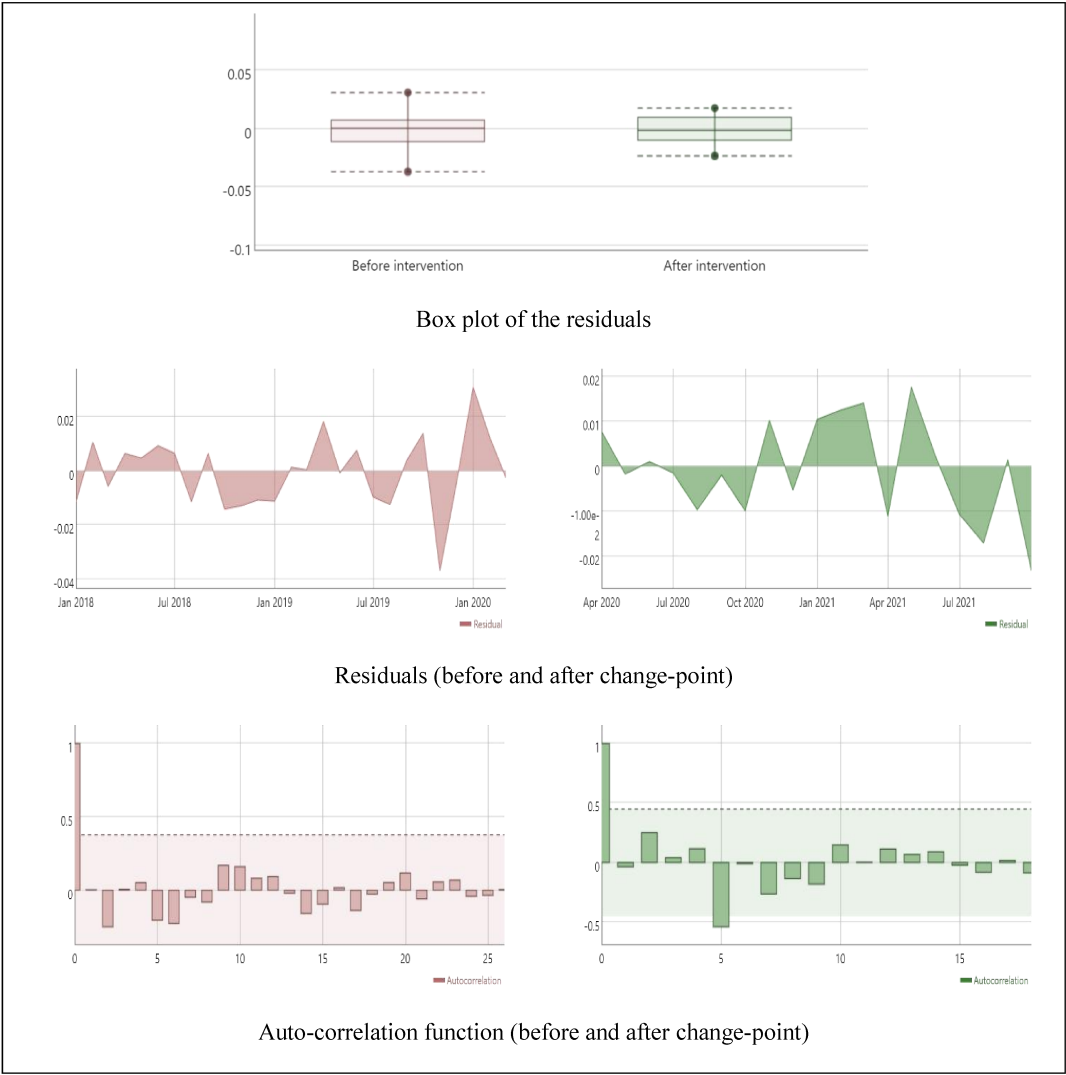 0.05
0
-0.05
-0.1
Before intervention After intervention
Box plot of the residuals
0.02
0
-0.02
-0.04
Jan 2018 Jul 2018 Jan 2019 Jul 2019 Jan 2020
Residual
0.02
0.01
0
-1.00e-
2
-0.02
Apr 2020 Jul 2020 Oct 2020 Jan 2021 Apr 2021 Jul 2021
Residual
Residuals (before and after change-point)
1
0.5
0
0 5 10 15 20 25
Autocorrelation
1
0.5
0
-0.5
0 5 10 15
Autocorrelation
Auto-correlation function (before and after change-point)